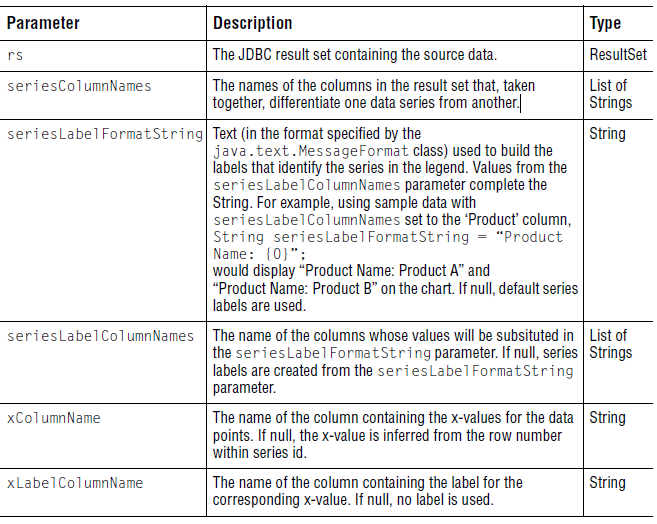 Parameter Description Type
rs The JDBC result set containing the source data. ResultSet
seriesColumnNames The names of the columns in the result set that, taken List of
together, differentiate one data series from another. Strings
seriesLabelFormatString Text (in the format specified by the String
java.text.MessageFormat class) used to build the
labels that identify the series in the legend. Values from the
seriesLabelColumnNames parameter complete the
String. For example, using sample data with
seriesLabelColumnNames set to the ‘Product’ column,
String seriesLabelFormatString = “Product
Name: {0}”;
would display “Product Name: Product A” and
“Product Name: Product B” on the chart. If null, default series
labels are used.
seriesLabelColumnNames The name of the columns whose values will be subsituted in List of
the seriesLabelFormatString parameter. If null, series Strings
labels are created from the seriesLabelFormatString
parameter.
xColumnName The name of the column containing the x-values for the data String
points. If null, the x-value is inferred from the row number
within series id.
xLabelColumnName The name of the column containing the label for the String
corresponding x-value. If null, no label is used.